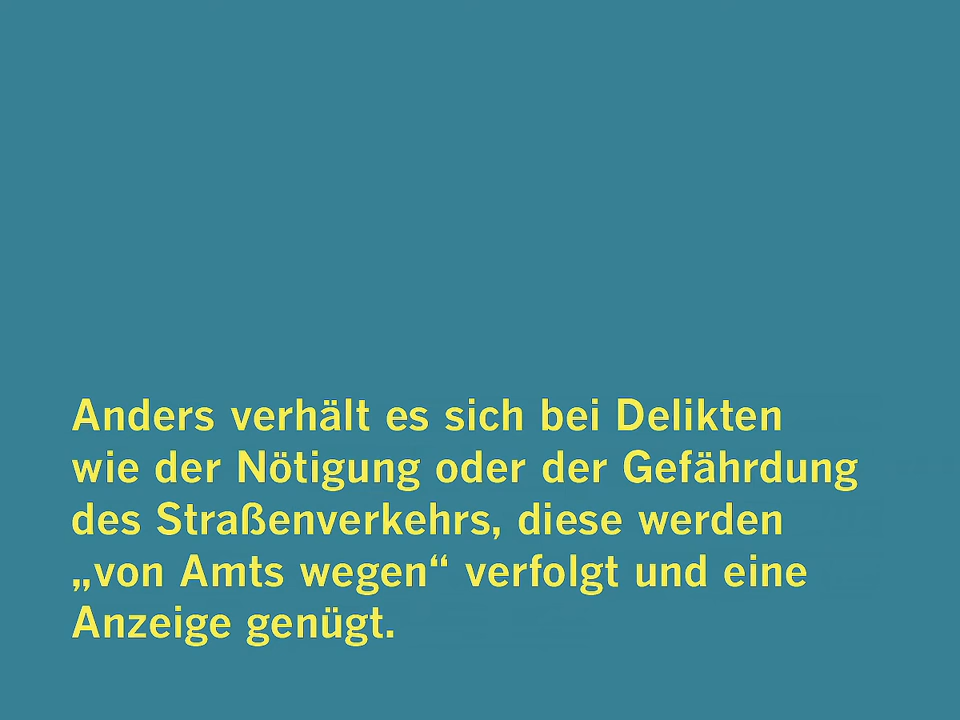 Anders verhält es sich bei Delikten
wie der Nötigung oder der Gefährdung
des Straßenverkehrs, diese werden
„von Amts wegen“ verfolgt und eine
Anzeige genügt.